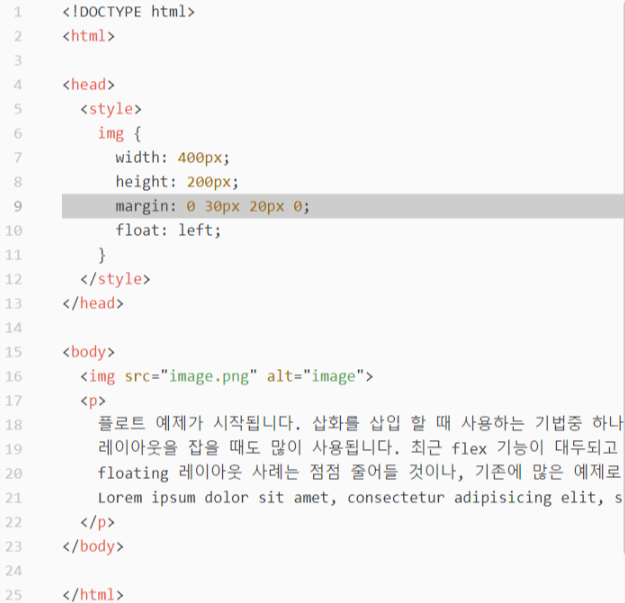 1 <!DOCTYPE html>
2 <html>
3
4 <head>
5 <style>
6 img {
7 width: 400px;
8 height: 200px;
9 margin: 0 30px 20px 0;
10 float: left;
11 }
12 </style>
13 </head>
14
15 <body>
16 <img src="image.png" alt="image">
17 <p>
18 플로트 예제가 시작됩니다. 삽화를 삽입 할 때 사용하는 기법중 하나
19 레이아웃을 잡을 때도 많이 사용됩니다. 최근 flex 기능이 대두되고
20 floating 레이아웃 사례는 점점 줄어들 것이나, 기존에 많은 예제로
21 Lorem ipsum dolor sit amet, consectetur adipisicing elit, s
22 </p>
23 </body>
24
25 </html>